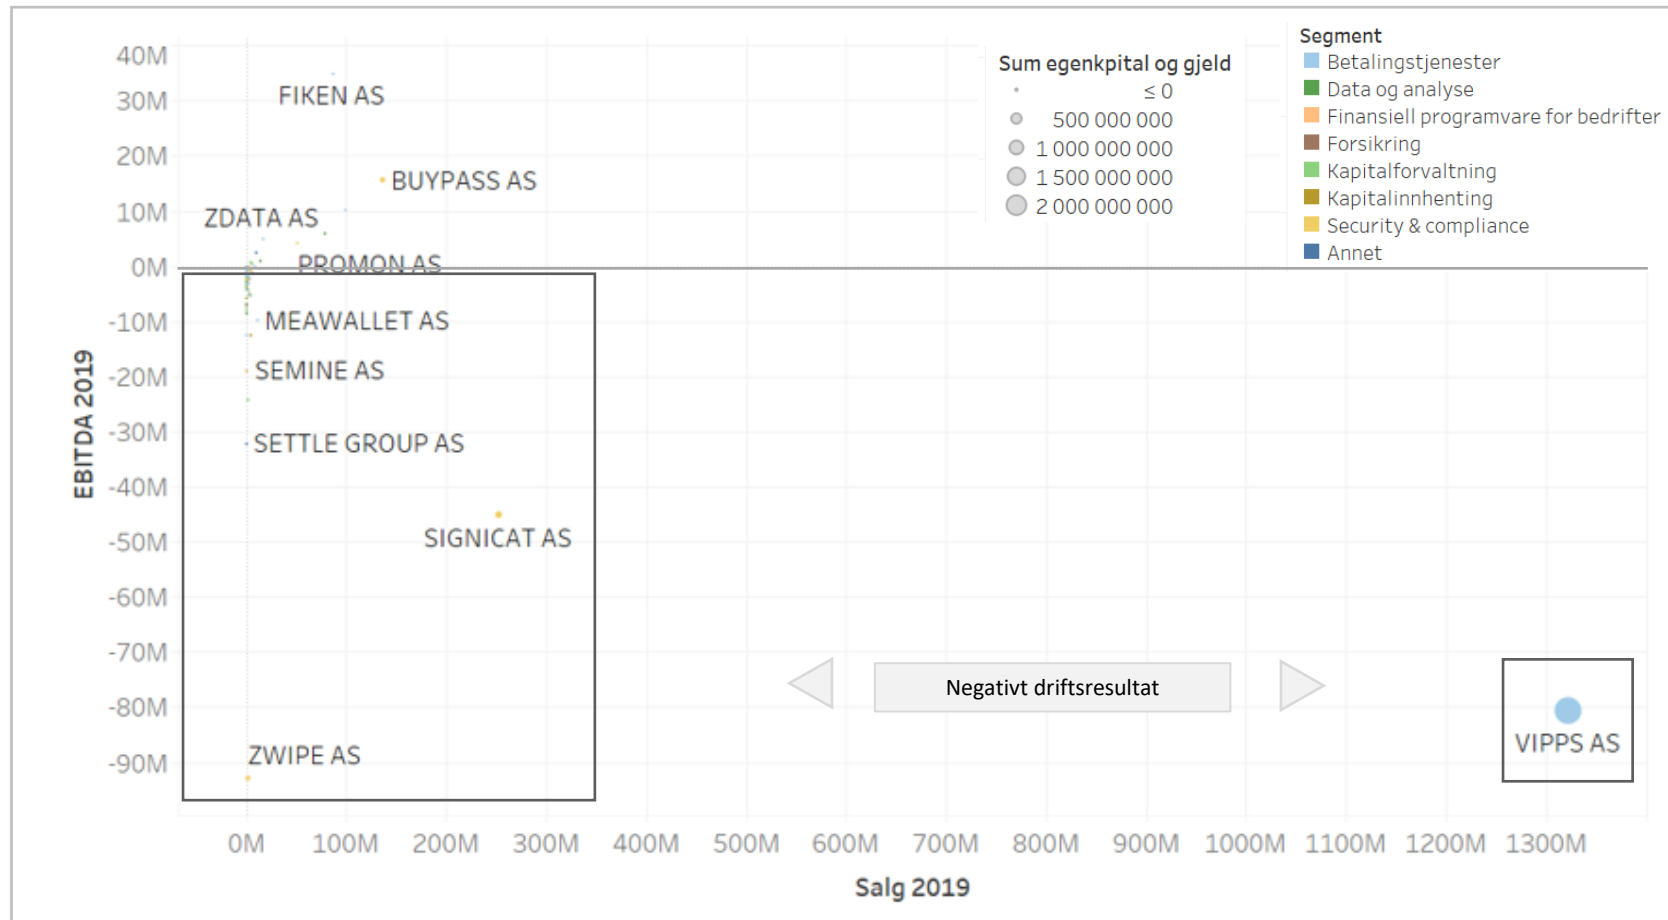 40M
30M
20M
10M
0M
-10M
-20M
-30M
-40M
-50M
-60M
-70M
-80M
-90M
EBITDA 2019
FIKEN AS
BUYPASS AS
ZDATA AS
PROMON AS
MEAWALLET AS
SEMINE AS
SETTLE GROUP AS
SIGNICAT AS
ZWIPE AS
Sum egenkpital og gjeld
≤ 0
500 000 000
1 000 000 000
1 500 000 000
2 000 000 000
Segment
Betalingstjenester
Data og analyse
Finansiell programvare for bedrifter
Forsikring
Kapitalforvaltning
Kapitalinnhenting
Security & compliance
Annet
Negativt driftsresultat
VIPPS AS
0M 100M 200M 300M 400M 500M 600M 700M 800M 900M 1000M 1100M 1200M 1300M
Salg 2019